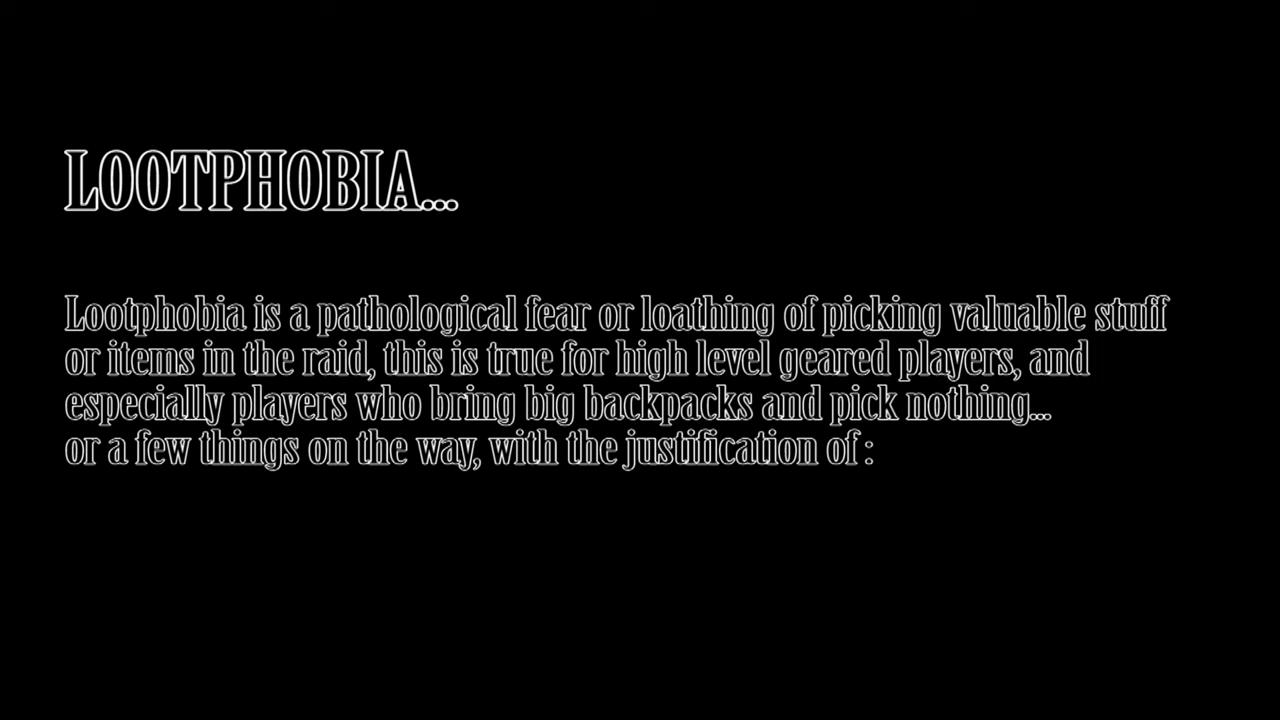 LOOTPHOBIA...
Lootphobia is a pathological fear or loathing of picking valuable stuff
or items in the raid, this is true for high level geared players, and
especially players who bring big backpacks and pick nothing...
or a few things on the way, with the justification of :